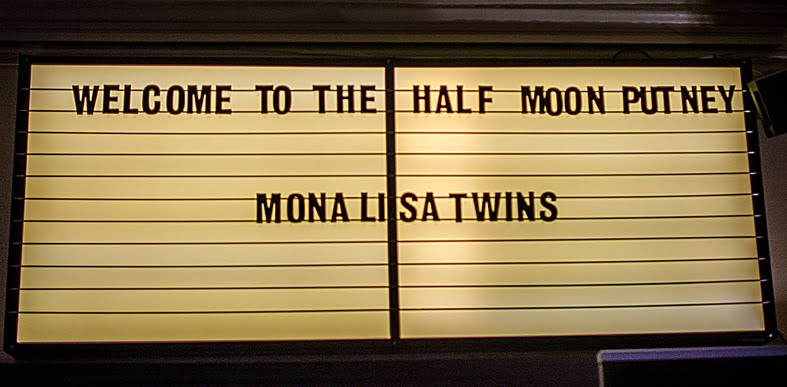 WELCOME TO THE HALF MOON PUTNEY
MONA LISA TWINS